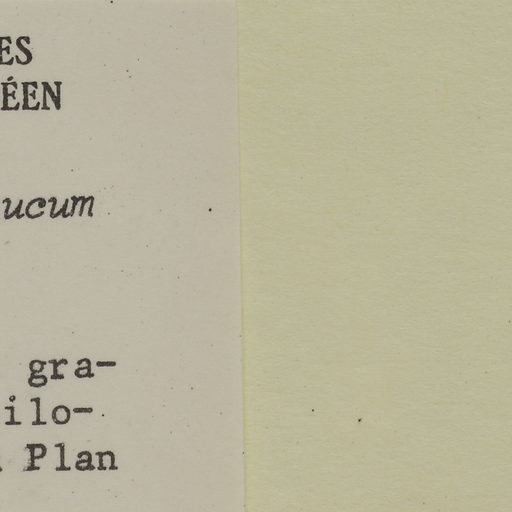 ES
ÉEN
ucum
gra-
ilo-
Plan